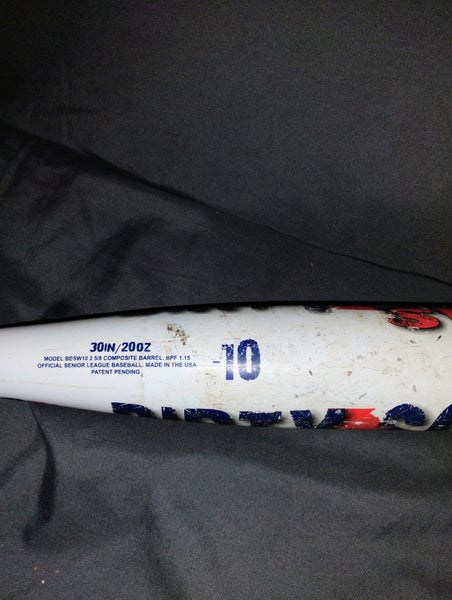 30IN/20OZ
MODEL BBSW10 2 5/8 COMPOSITE BARREL. BPF 1.15
OFFICIAL SENIOR LEAGUE BASEBALL. MADE IN THE USA
PATENT PENDING
-10